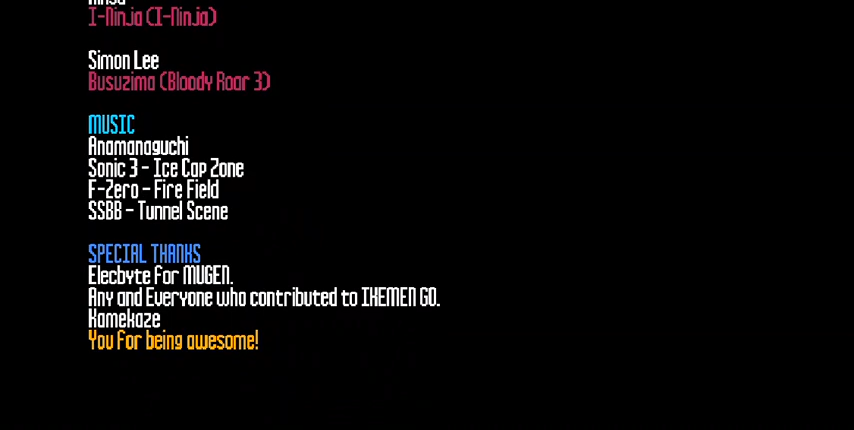 I-Ninja (I-Ninja)
Simon Lee
Busuzima (Bloody Roar 3)
MUSIC
Anamanaguchi
Sonic 3 - Ice Cap Zone
F-Zero - Fire Field
SSBB - Tunnel Scene
SPECIAL THANKS
Elecbyte for MUGEN.
Any and Everyone who contributed to IKEMEN GO.
Kamekaze
You for being awesome!